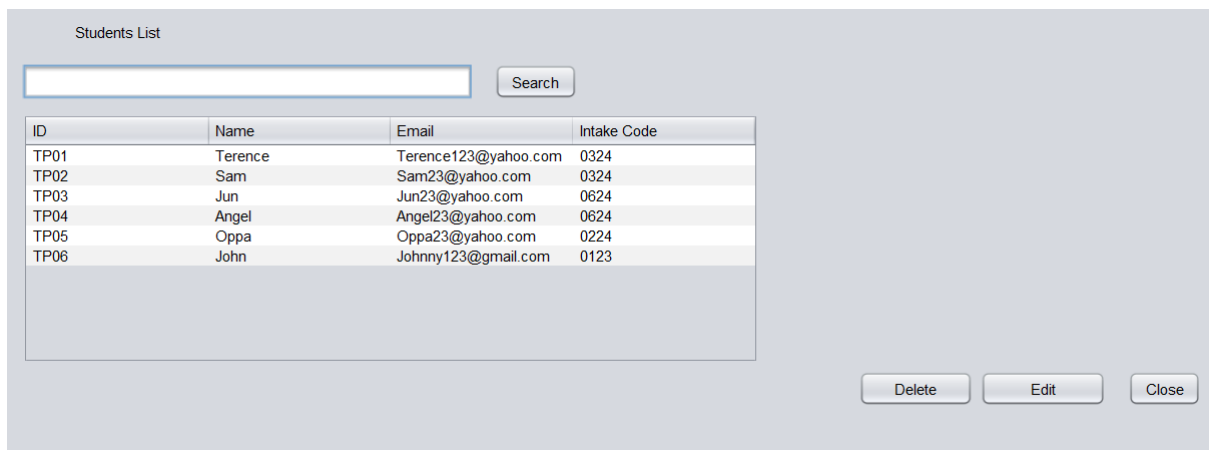 Students List
Search
ID Name Email Intake Code
TP01 Terence Terence123@yahoo.com 0324
TP02 Sam Sam23@yahoo.com 0324
TP03 Jun Jun23@yahoo.com 0624
TP04 Angel Angel23@yahoo.com 0624
TP05 Oppa Oppa23@yahoo.com 0224
TP06 John Johnny123@gmail.com 0123
Delete Edit Close